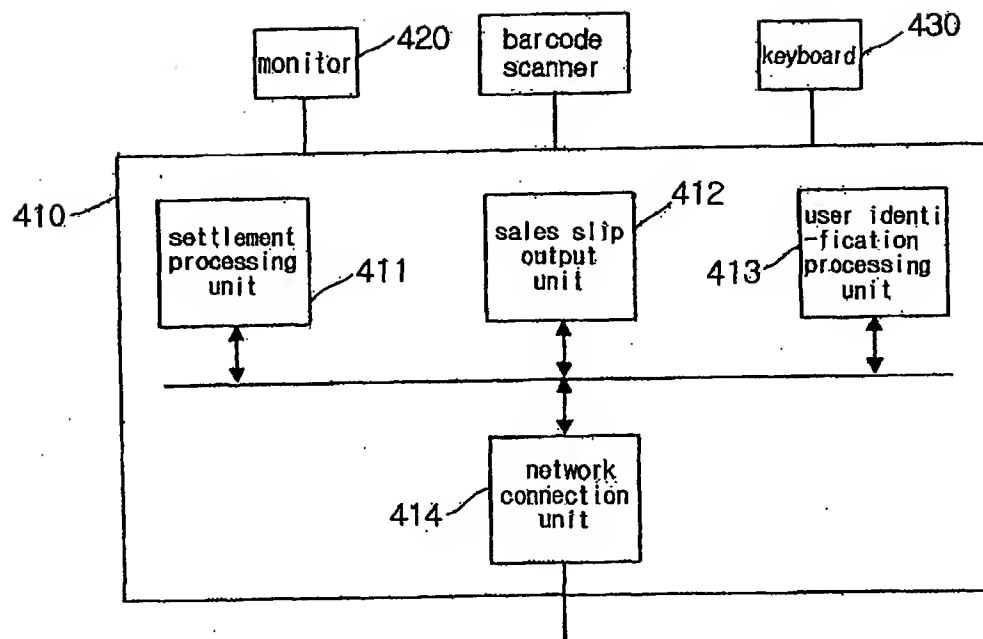 420
monitor
barcode
scanner
430
keyboard
410
settlement
processing
unit
411
sales slip
output
unit
412
user identi
-fication
processing
unit
413
network
connection
unit
414